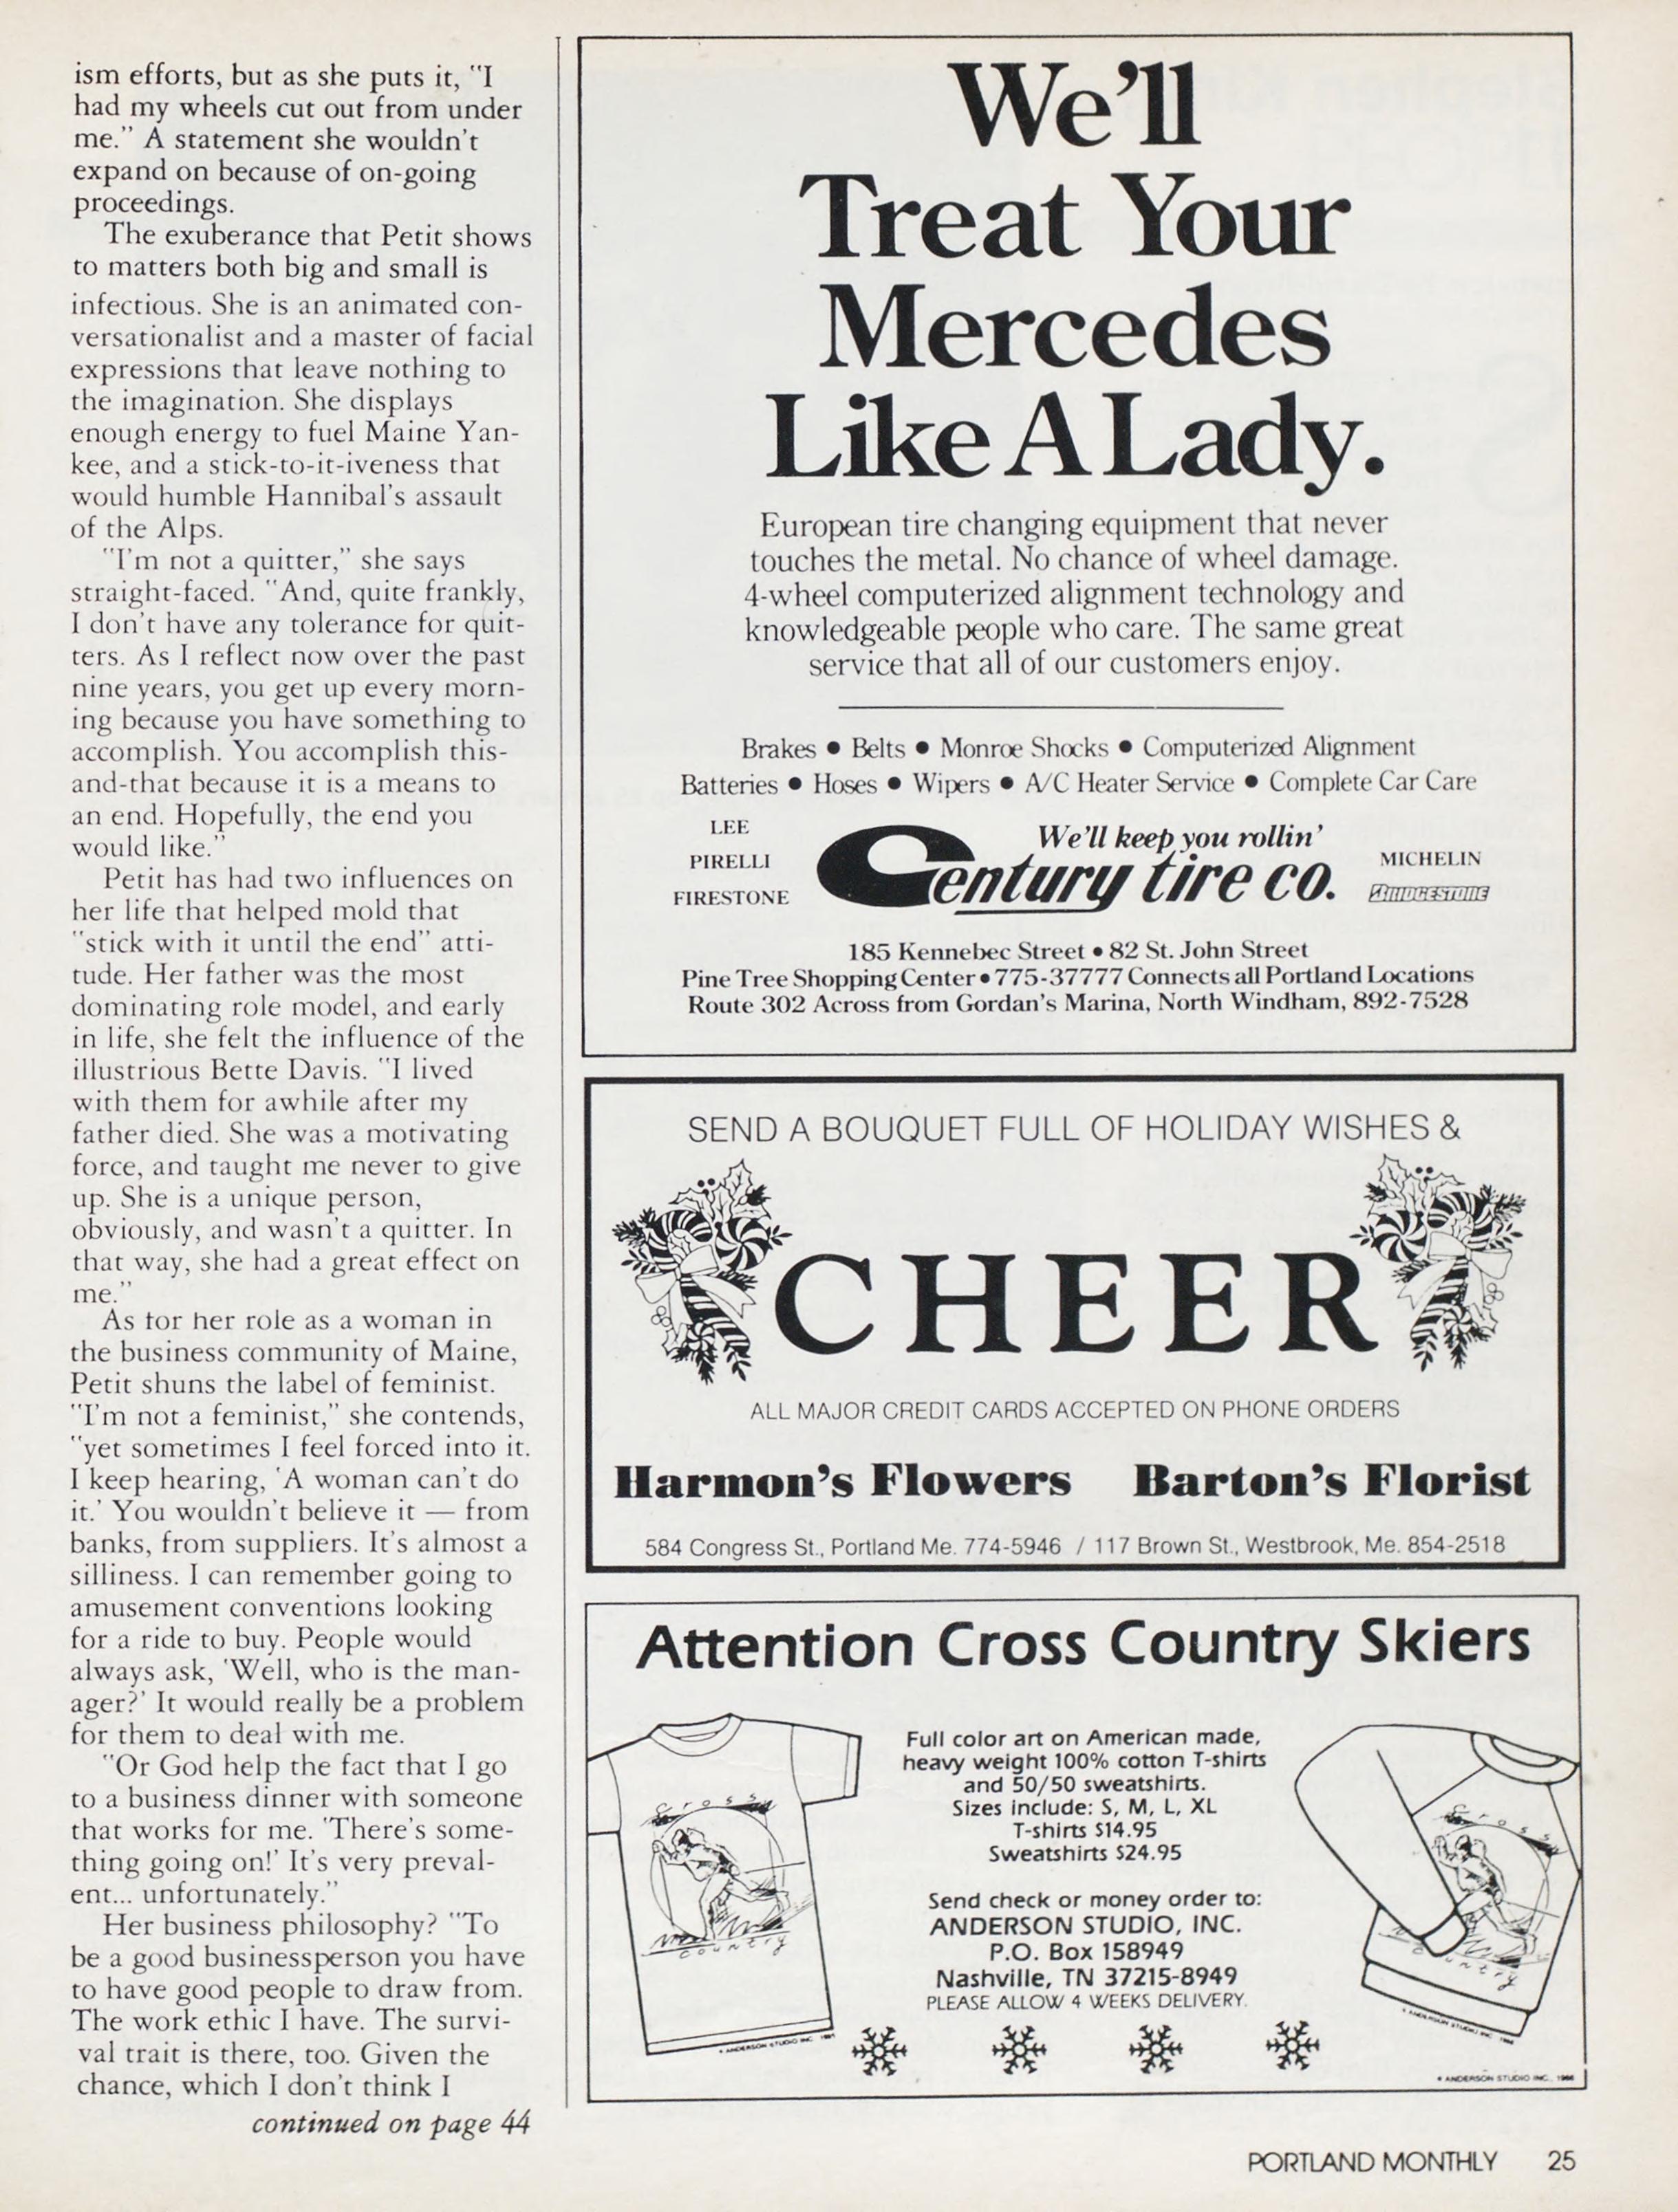 ism efforts, but as she puts it, "I
had my wheels cut out from under
me." A statement she wouldn't
expand on because of on-going
proceedings.
The exuberance that Petit shows
to matters both big and small is
infectious. She is an animated con-
versationalist and a master of facial
expressions that leave nothing to
the imagination. She displays
enough energy to fuel Maine Yan-
kee, and a stick-to-it-iveness that
would humble Hannibal's assault
of the Alps.
"I'm not a quitter," she says
straight-faced. "And, quite frankly,
I don't have any tolerance for quit-
ters. As I reflect now over the past
nine years, you get up every morn-
ing because you have something to
accomplish. You accomplish this-
and-that because it is a means to
an end. Hopefully, the end you
would like."
Petit has had two influences on
her life that helped mold that
"stick with it until the end" atti-
tude. Her father was the most
dominating role model, and early
in life, she felt the influence of the
illustrious Bette Davis. "I lived
with them for awhile after my
father died. She was a motivating
force, and taught me never to give
up. She is a unique person,
obviously, and wasn't a quitter. In
that way, she had a great effect on
me."
As for her role as a woman in
the business community of Maine,
Petit shuns the label of feminist.
"I'm not a feminist," she contends,
"yet sometimes I feel forced into it.
I keep hearing, 'A woman can't do
it.' You wouldn't believe it — from
banks, from suppliers. It's almost a
silliness. I can remember going to
amusement conventions looking
for a ride to buy. People would
always ask, 'Well, who is the man-
ager?' It would really be a problem
for them to deal with me.
"Or God help the fact that I go
to a business dinner with someone
that works for me. 'There's some-
thing going on!' It's very preval-
ent... unfortunately."
Her business philosophy? "To
be a good businessperson you have
to have good people to draw from.
The work ethic I have. The survi-
val trait is there, too. Given the
chance, which I don't think I
continued on page 44
We'll
Treat Your
Mercedes
Like A Lady.
European tire changing equipment that never
touches the metal. No chance of wheel damage.
4-wheel computerized alignment technology and
knowledgeable people who care. The same great
service that all of our customers enjoy.
Brakes • Belts • Monroe Shocks • Computerized Alignment
Batteries • Hoses • Wipers • A/C Heater Service • Complete Car Care
LEE
PIRELLI
FIRESTONE
We'll keep you rollin'
Century tire co.
MICHELIN
BRIDGESTONE
185 Kennebec Street • 82 St. John Street
Pine Tree Shopping Center • 775-37777 Connects all Portland Locations
Route 302 Across from Gordan's Marina, North Windham, 892-7528
SEND A BOUQUET FULL OF HOLIDAY WISHES &
CHEER
ALL MAJOR CREDIT CARDS ACCEPTED ON PHONE ORDERS
Harmon's Flowers Barton's Florist
584 Congress St., Portland Me. 774-5946 / 117 Brown St., Westbrook, Me. 854-2518
Attention Cross Country Skiers
Cross
Country
Full color art on American made,
heavy weight 100% cotton T-shirts
and 50/50 sweatshirts.
Sizes include: S, M, L, XL
T-shirts $14.95
Sweatshirts $24.95
Send check or money order to:
ANDERSON STUDIO, INC.
P.O. Box 158949
Nashville, TN 37215-8949
PLEASE ALLOW 4 WEEKS DELIVERY.
Cross
Country
ANDERSON STUDIO INC.
ANDERSON STUDIO INC.
ANDERSON STUDIO INC., 1986
PORTLAND MONTHLY 25